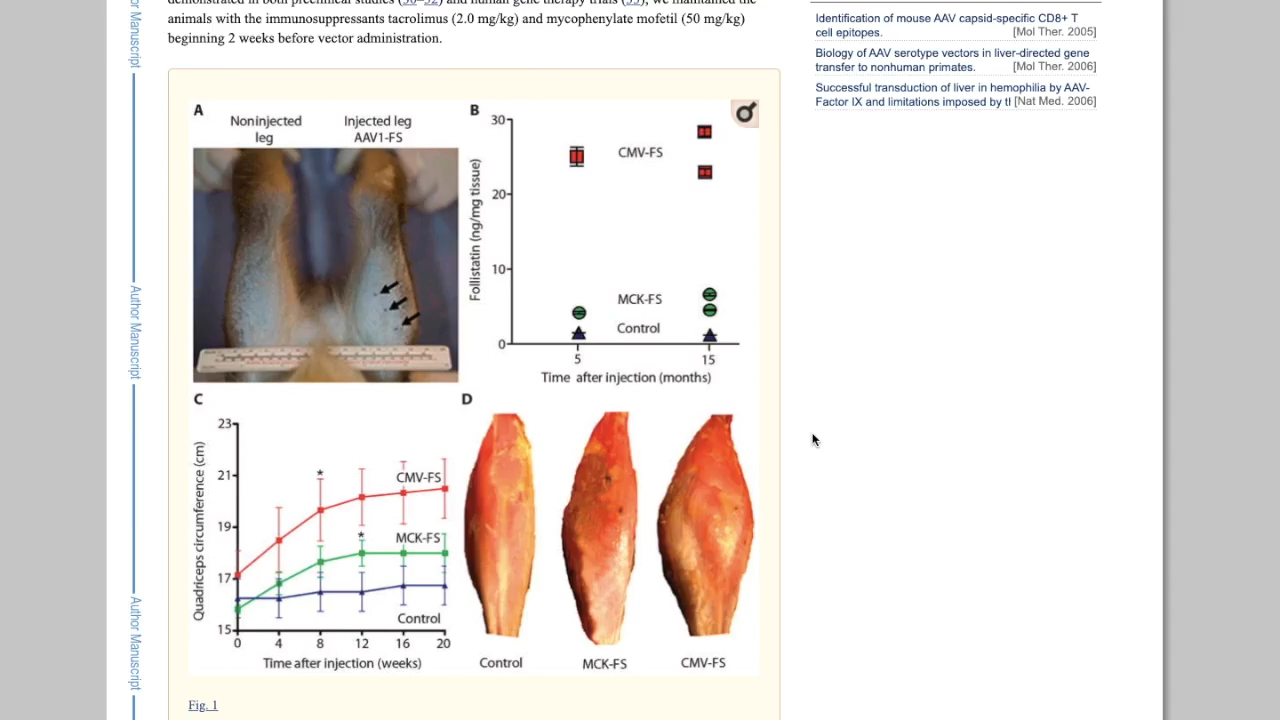 demonstrated in both preclinical studies (30–32) and human gene therapy trials (33), we maintained the
animals with the immunosuppressants tacrolimus (2.0 mg/kg) and mycophenylate mofetil (50 mg/kg)
beginning 2 weeks before vector administration.
Identification of mouse AAV capsid-specific CD8+ T
cell epitopes. [Mol Ther. 2005]
Biology of AAV serotype vectors in liver-directed gene
transfer to nonhuman primates. [Mol Ther. 2006]
Successful transduction of liver in hemophilia by AAV-
Factor IX and limitations imposed by tl [Nat Med. 2006]
Author Manuscript
Author Manuscript
Author Manuscript
A
Noninjected
leg
Injected leg
AAV1-FS
B
Follistatin (ng/mg tissue)
30
20
10
0
CMV-FS
MCK-FS
Control
5 15
Time after injection (months)
C
Quadriceps circumference (cm)
23
21
19
17
15
*
CMV-FS
*
MCK-FS
Control
0 4 8 12 16 20
Time after injection (weeks)
D
Control MCK-FS CMV-FS
Fig. 1